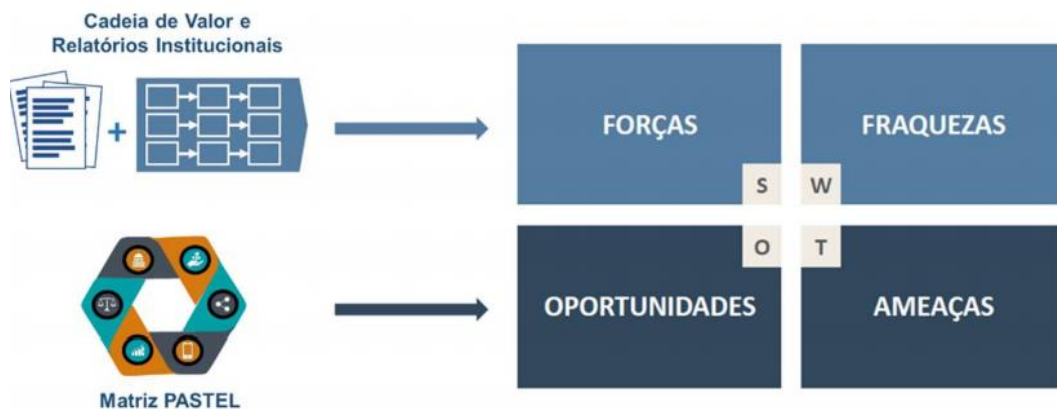 Cadeia de Valor e
Relatórios Institucionais
+
FORÇAS
FRAQUEZAS
S
W
O
T
OPORTUNIDADES
AMEAÇAS
Matriz PASTEL